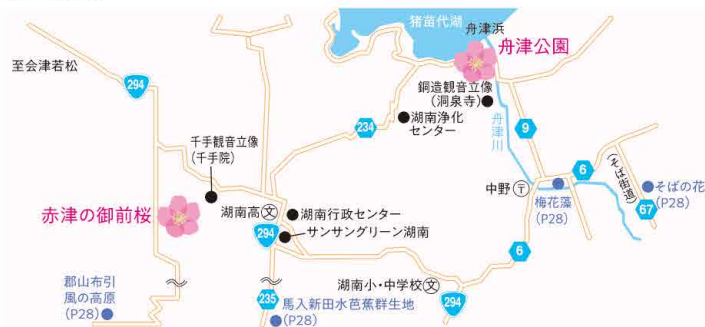 猪苗代湖
舟津浜
舟津公園
至会津若松
294
銅造観音立像
(洞泉寺)
湖南浄化
センター
舟津川
234
9
千手観音立像
(千手院)
6
(そば街道)
中野
〒
梅花藻
(P28)
そばの花
(P28)
67
赤津の御前桜
湖南高
文
湖南行政センター
294
サンサングリーン湖南
6
湖南小・中学校
文
294
郡山布引
風の高原
(P28)
235
馬入新田水芭蕉群生地
(P28)